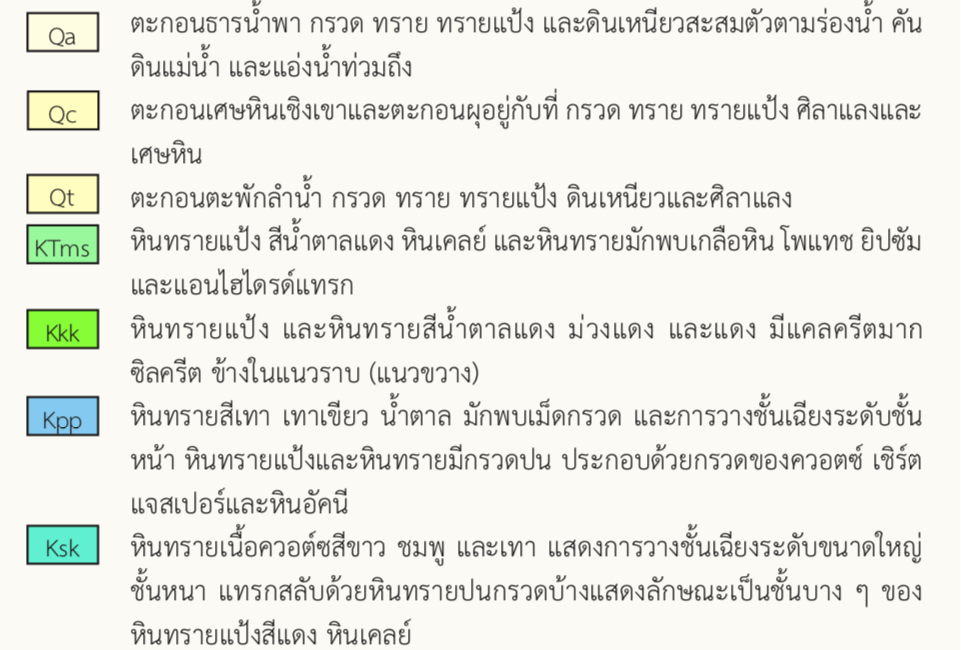 Qa ตะกอนธารน้ำพา กรวด ทราย ทรายแป้ง และดินเหนียวสะสมตัวตามร่องน้ำ คัน
ดินแม่น้ำ และแอ่งน้ำท่วมถึง
Qc ตะกอนเศษหินเชิงเขาและตะกอนผุอยู่กับที่ กรวด ทราย ทรายแป้ง ศิลาแลงและ
เศษหิน
Qt ตะกอนตะพักลำน้ำ กรวด ทราย ทรายแป้ง ดินเหนียวและศิลาแลง
KTms หินทรายแป้ง สีน้ำตาลแดง หินเคลย์ และหินทรายมักพบเกลือหิน โพแทช ยิปซัม
และแอนไฮไดรด์แทรก
Kkk หินทรายแป้ง และหินทรายสีน้ำตาลแดง ม่วงแดง และแดง มีแคลครีตมาก
ซิลครีต ข้างในแนวราบ (แนวขวาง)
Kpp หินทรายสีเทา เทาเขียว น้ำตาล มักพบเม็ดกรวด และการวางชั้นเฉียงระดับชั้น
หน้า หินทรายแป้งและหินทรายมีกรวดปน ประกอบด้วยกรวดของควอตซ์ เชิร์ต
แจสเปอร์และหินอัคนี
Ksk หินทรายเนื้อควอต์ซสีขาว ชมพู และเทา แสดงการวางชั้นเฉียงระดับขนาดใหญ่
ชั้นหนา แทรกสลับด้วยหินทรายปนกรวดบ้างแสดงลักษณะเป็นชั้นบาง ๆ ของ
หินทรายแป้งสีแดง หินเคลย์